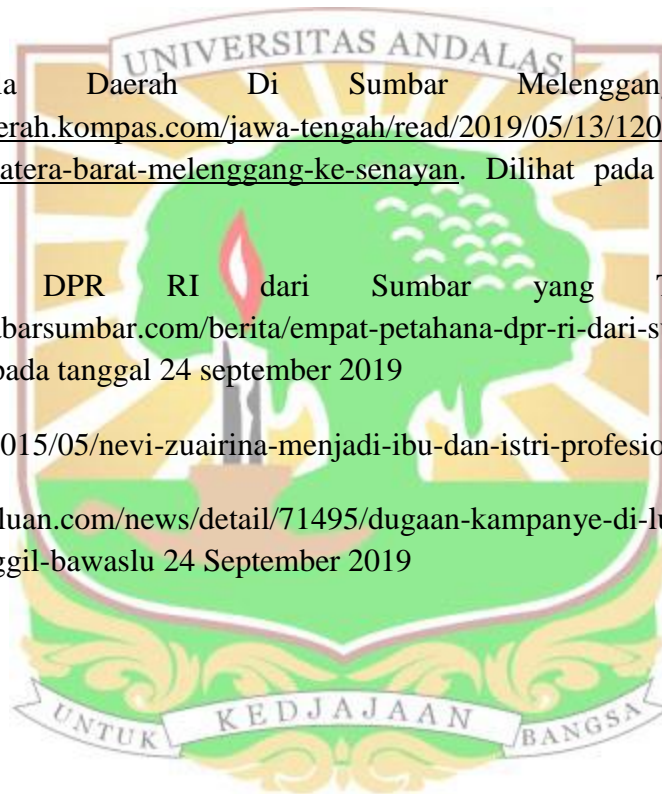 UNIVERSITAS ANDALAS
Daerah Di Sumbar
erah.kompas.com/jawa-tengah/read/2019/05/13/120
atera-barat-melenggang-ke-senayan. Dilihat pada
DPR RI dari Sumbar yang
abarsumbar.com/berita/empat-petahana-dpr-ri-dari-s
pada tanggal 24 september 2019
015/05/nevi-zuairina-menjadi-ibu-dan-istri-profesio
luan.com/news/detail/71495/dugaan-kampanye-di-lu
ggil-bawaslu 24 September 2019
UNTUK KEDJAJAAN BANGSA